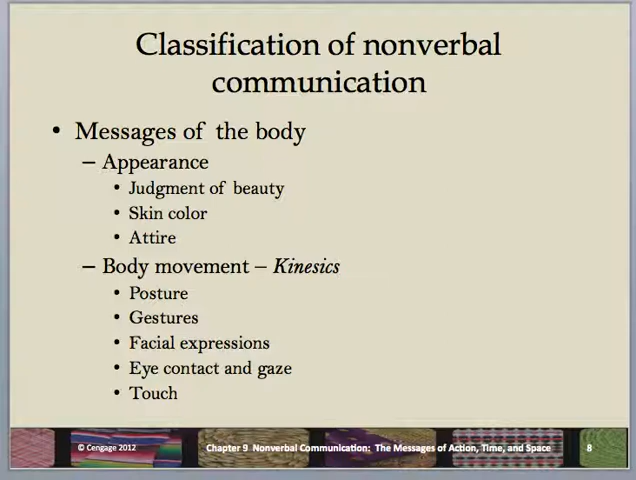 Classification of nonverbal
communication
• Messages of the body
– Appearance
• Judgment of beauty
• Skin color
• Attire
– Body movement – Kinesics
• Posture
• Gestures
• Facial expressions
• Eye contact and gaze
• Touch
© Cengage 2012
Chapter 9 Nonverbal Communication: The Messages of Action, Time, and Space
8